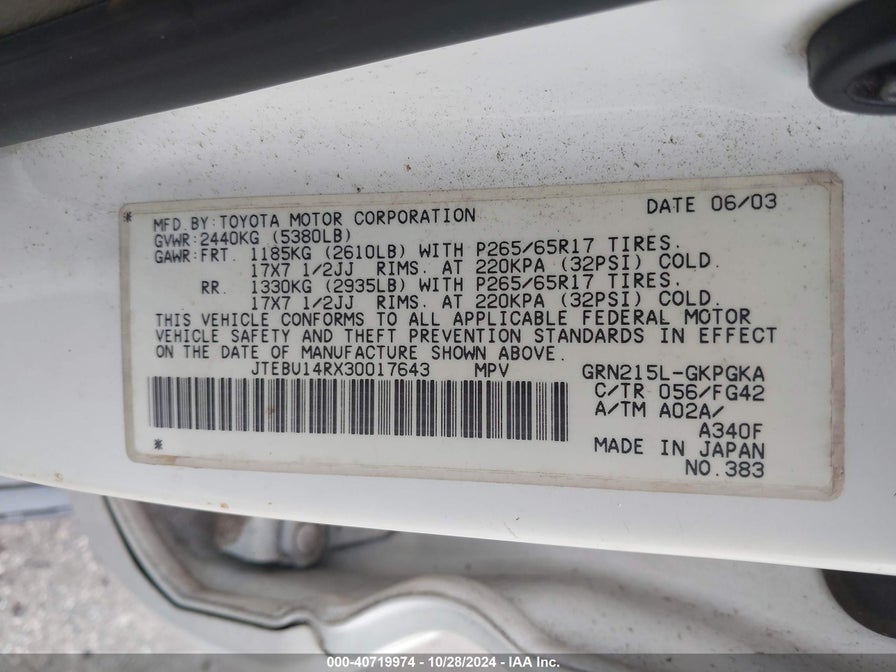 * MFD. BY: TOYOTA MOTOR CORPORATION DATE 06/03
GVWR: 2440KG (5380LB)
GAWR: FRT. 1185KG (2610LB) WITH P265/65R17 TIRES.
17X7 1/2JJ RIMS. AT 220KPA (32PSI) COLD.
RR. 1330KG (2935LB) WITH P265/65R17 TIRES.
17X7 1/2JJ RIMS. AT 220KPA (32PSI) COLD.
THIS VEHICLE CONFORMS TO ALL APPLICABLE FEDERAL MOTOR
VEHICLE SAFETY AND THEFT PREVENTION STANDARDS IN EFFECT
ON THE DATE OF MANUFACTURE SHOWN ABOVE.
JTEBU14RX30017643 MPV GRN215L-GKPGKA
C/TR 056/FG42
A/TM A02A/
A340F
* MADE IN JAPAN
NO. 383
000-40719974 - 10/28/2024 - IAA Inc.